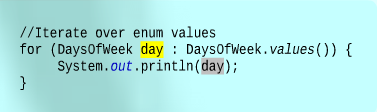 //Iterate over enum values
for (DaysOfWeek day : DaysOfWeek.values()) {
System.out.println(day);
}